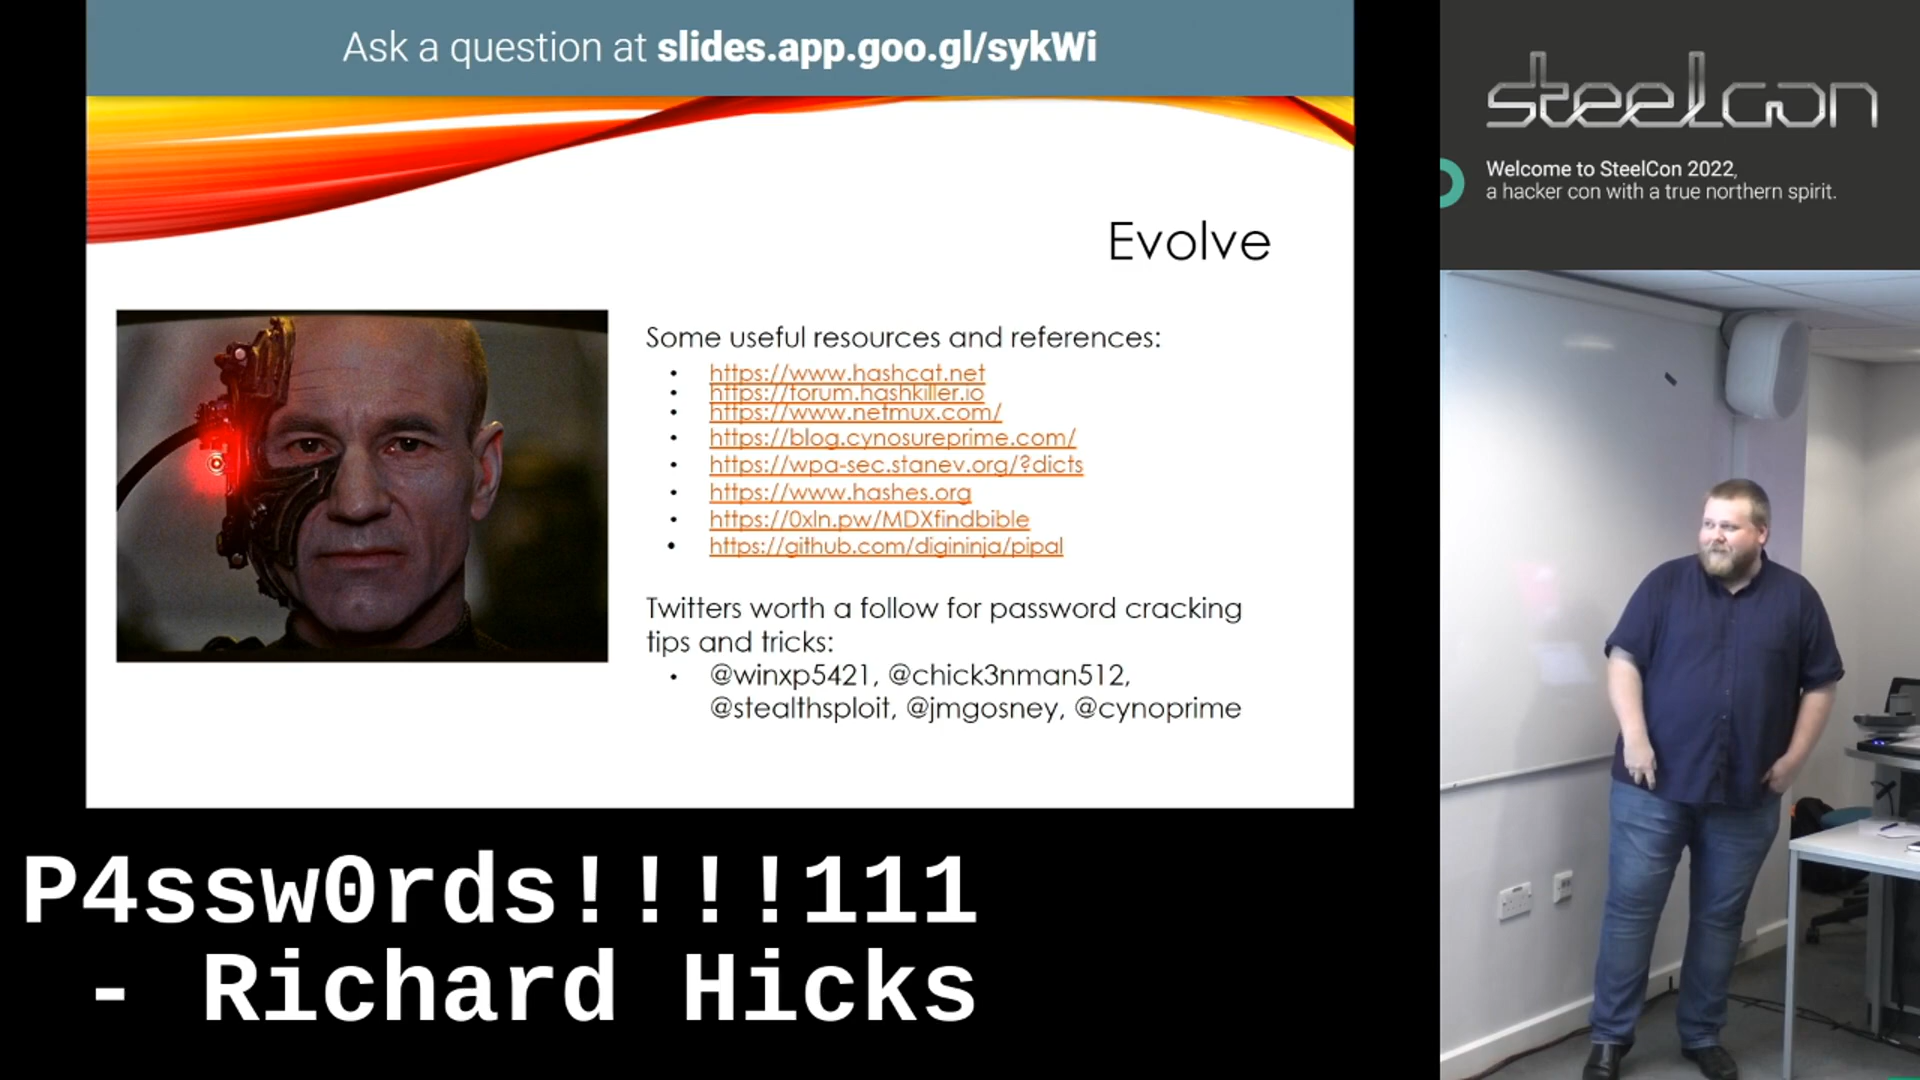 Ask a question at slides.app.goo.gl/sykWi
Evolve
Some useful resources and references:
• https://www.hashcat.net
• https://forum.hashkiller.io
• https://www.netmux.com/
• https://blog.cynosureprime.com/
• https://wpa-sec.stanev.org/?dicts
• https://www.hashes.org
• https://0xln.pw/MDXfindbible
• https://github.com/digininja/pipal
Twitters worth a follow for password cracking
tips and tricks:
• @winxp5421, @chick3nman512,
@stealthsploit, @jmgosney, @cynoprime
P4ssw0rds!!!!111
- Richard Hicks
steelcon
Welcome to SteelCon 2022,
a hacker con with a true northern spirit.